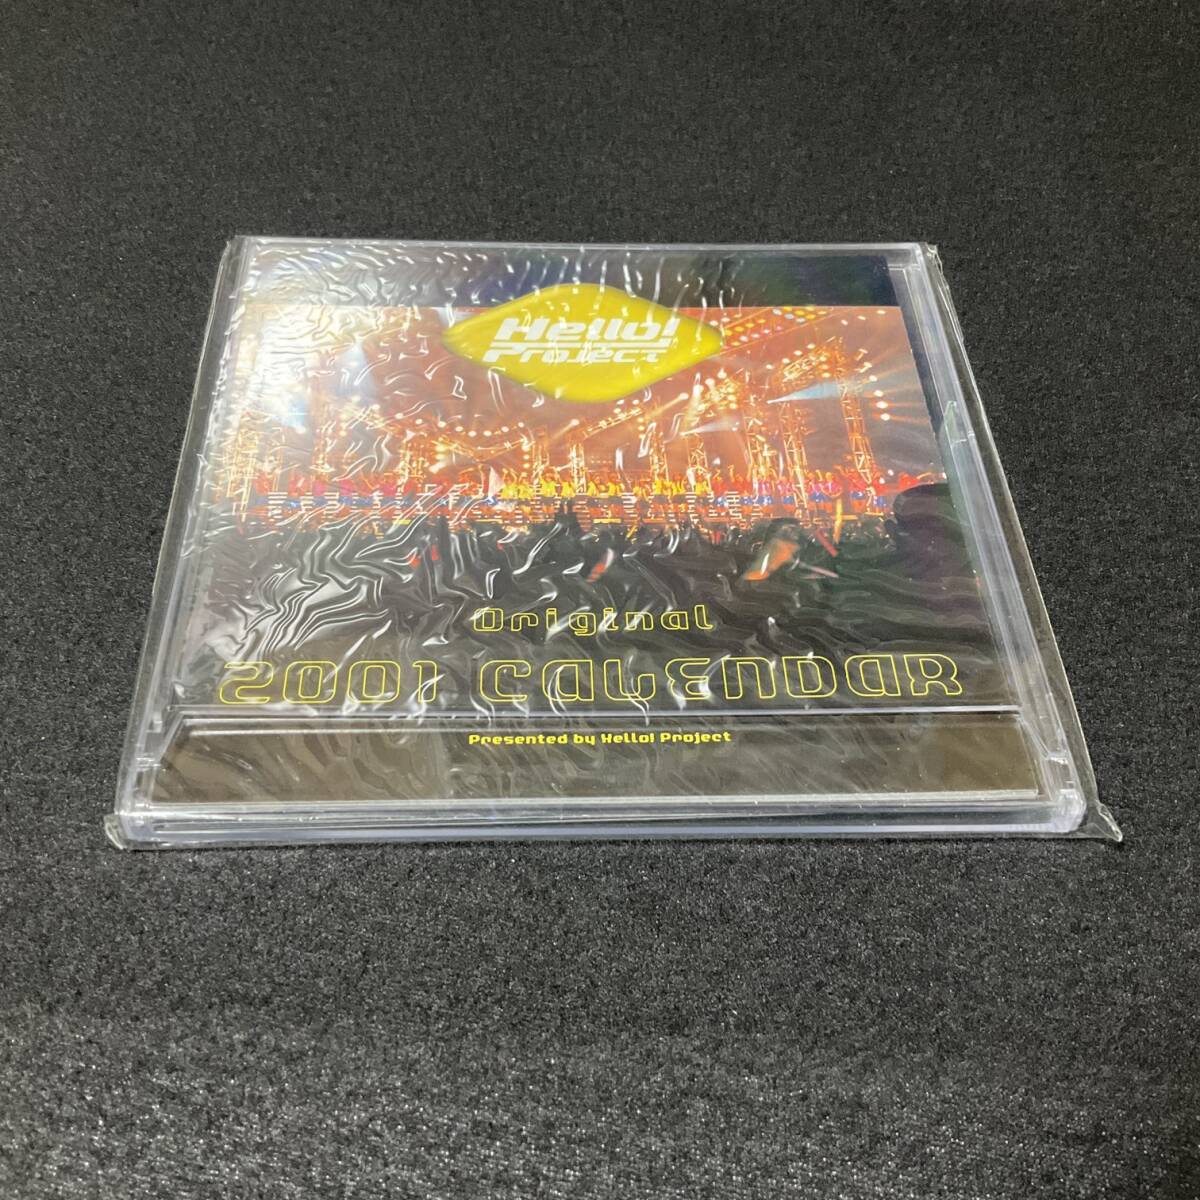 Hello!
Project
Original
2001 CALENDAR
Presented by Hello! Project